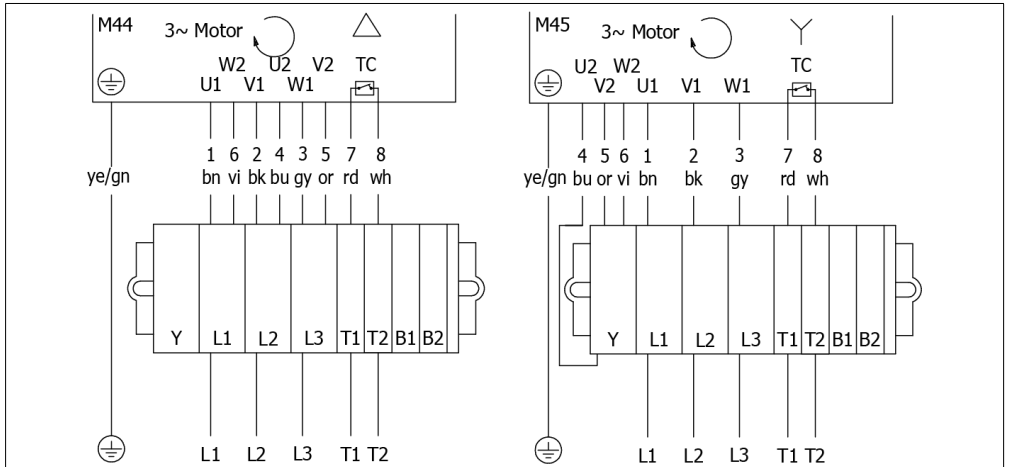 M44
3~ Motor
W2 U2 V2 TC
U1 V1 W1
1 6 2 4 3 5 7 8
ye/gn bn vi bk bu gy or rd wh
Y L1 L2 L3 T1 T2 B1 B2
L1 L2 L3 T1 T2
M45
3~ Motor
U2 W2 TC
V2 U1 V1 W1
4 5 6 1 2 3 7 8
ye/gn bu or vi bn bk gy rd wh
Y L1 L2 L3 T1 T2 B1 B2
L1 L2 L3 T1 T2